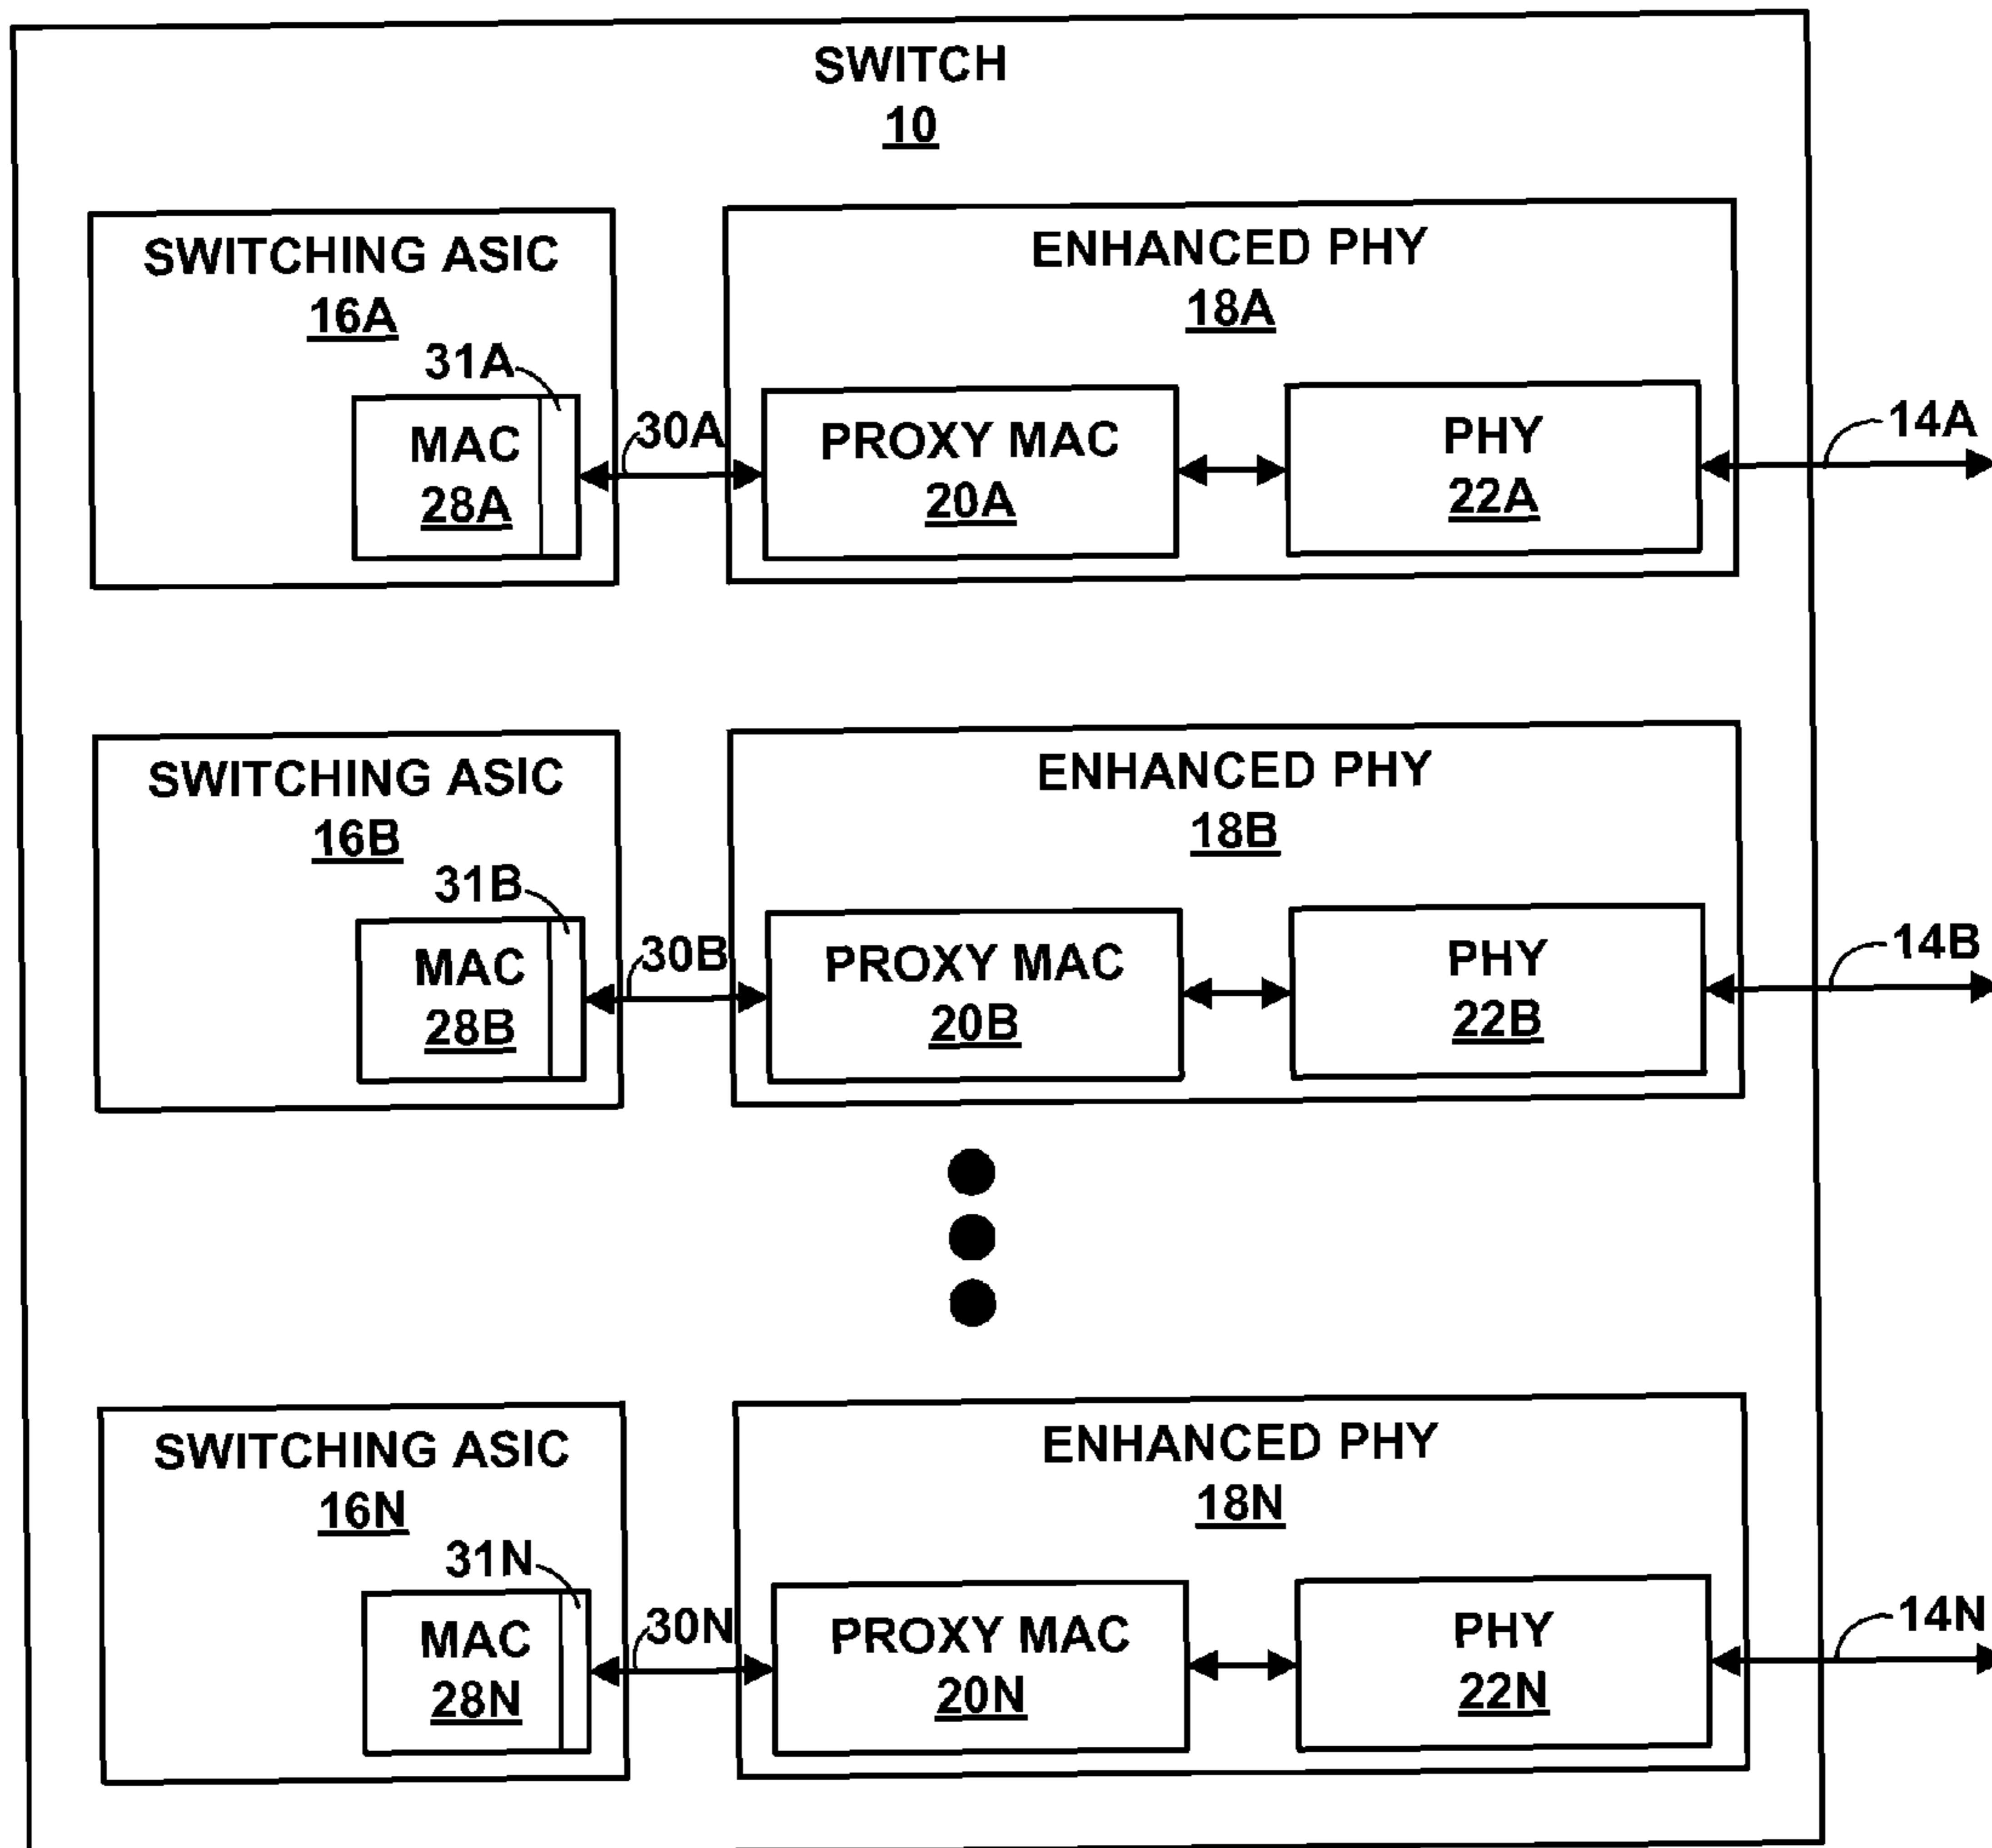 SWITCH
10
SWITCHING ASIC
16A
31A
MAC
28A
30A
ENHANCED PHY
18A
PROXY MAC
20A
PHY
22A
14A
SWITCHING ASIC
16B
31B
MAC
28B
30B
ENHANCED PHY
18B
PROXY MAC
20B
PHY
22B
14B
SWITCHING ASIC
16N
31N
MAC
28N
30N
ENHANCED PHY
18N
PROXY MAC
20N
PHY
22N
14N